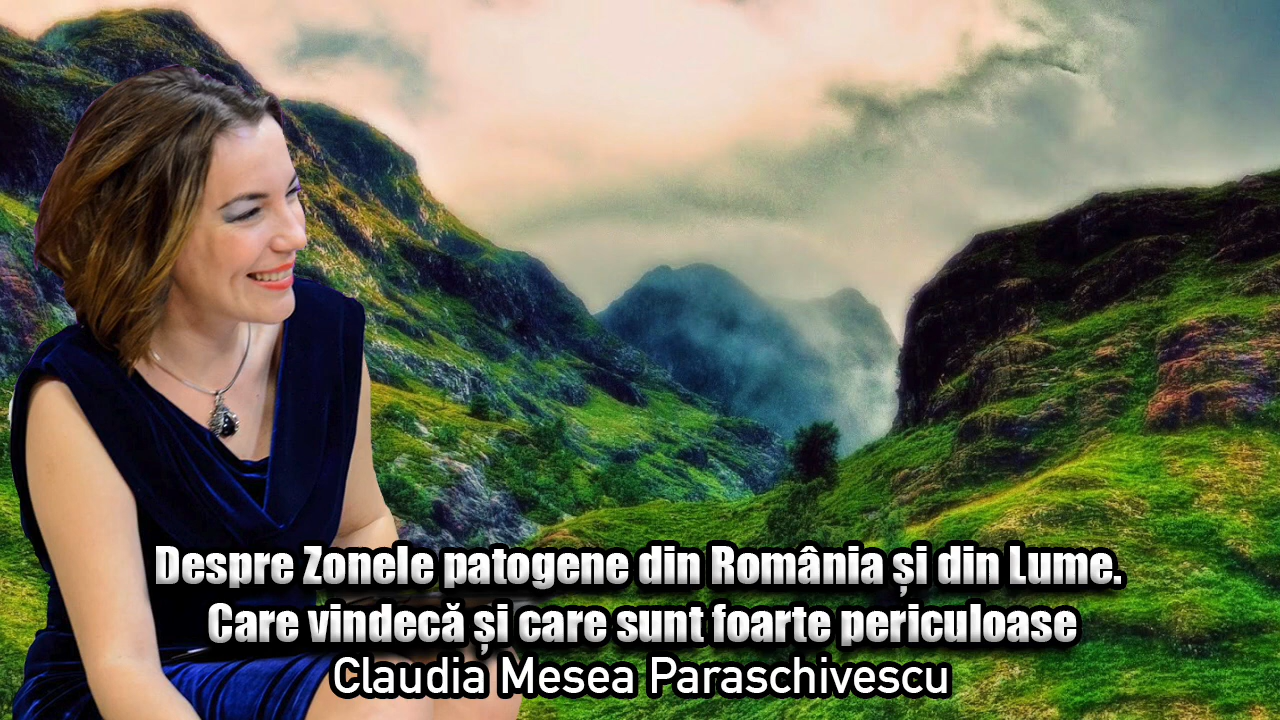 Despre Zonele patogene din România și din Lume.
Care vindecă și care sunt foarte periculoase
Claudia Mesea Paraschivescu